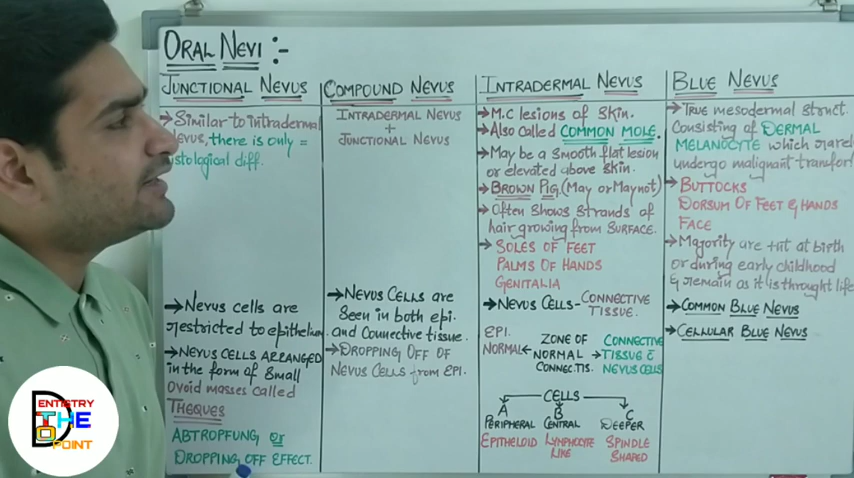 ORAL NEVI :-
JUNCTIONAL NEVUS
→ Similar to intradermal
Nevus, there is only =
Histological diff.
→ Nevus cells are
restricted to epithelium
→ NEVUS CELLS ARRANGED
in the form of small
Ovoid masses called
THEQUES
ABTROPFUNG or
DROPPING OFF EFFECT.
COMPOUND NEVUS
INTRADERMAL NEVUS
+
JUNCTIONAL NEVUS
→ NEVUS CELLS are
seen in both epi.
and Connective tissue.
→ DROPPING OFF OF
NEVUS CELLS from EPI.
INTRADERMAL NEVUS
→ M.C lesions of skin.
→ Also called COMMON MOLE.
→ May be a smooth flat lesion
or elevated above skin.
→ BROWN PIG. (May or Maynot)
→ Often shows strands of
hair growing from SURFACE.
→ SOLES OF FEET
PALMS OF HANDS
GENITALIA
→ NEVUS CELLS - CONNECTIVE
TISSUE.
EPI. NORMAL ← ZONE OF NORMAL CONNEC.TIS. → CONNECTIVE TISSUE C̄ NEVUS CELLS
CELLS
A B C
PERIPHERAL CENTRAL DEEPER
EPITHELOID LYMPHOCYTE LIKE SPINDLE SHAPED
BLUE NEVUS
→ TRUE mesodermal struct.
Consisting of DERMAL
MELANOCYTE which rarely
undergo malignant transform
→ BUTTOCKS
DORSUM OF FEET & HANDS
FACE
→ Majority are +nt at birth
or during early childhood
& remain as it is throught life
→ COMMON BLUE NEVUS
→ CELLULAR BLUE NEVUS
DENTISTRY
THE
TO
POINT